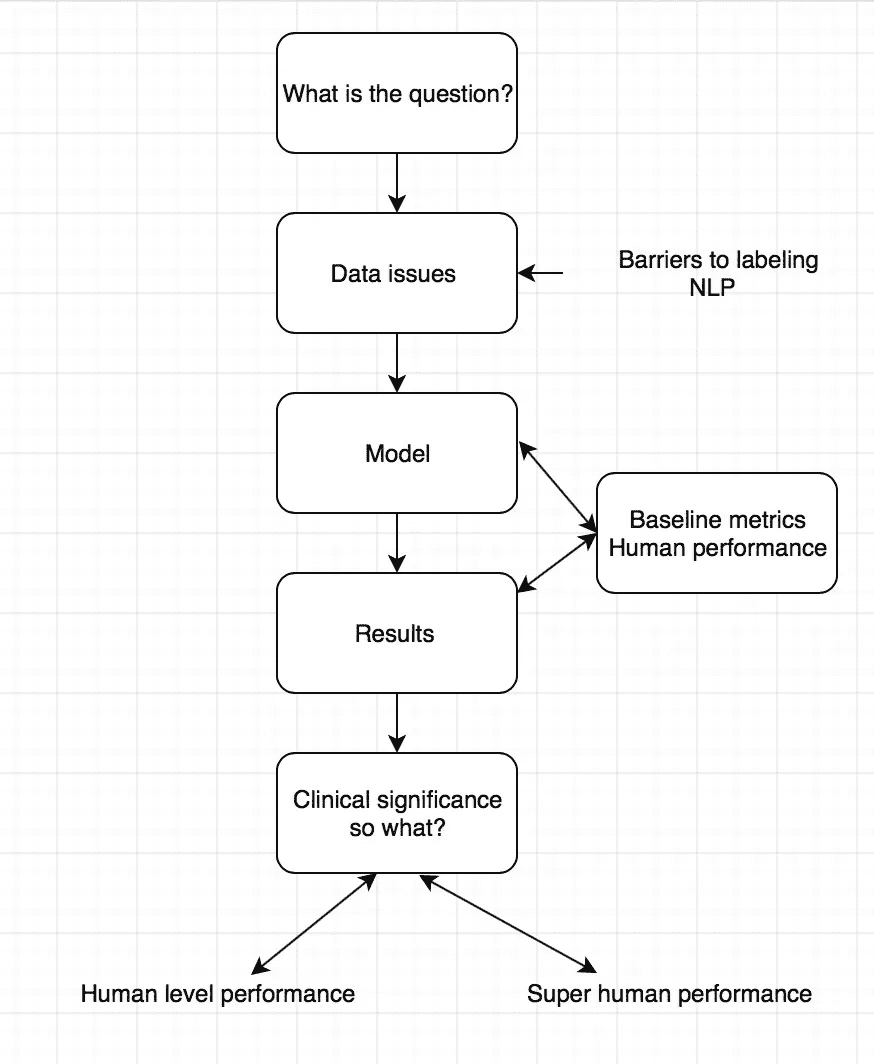 What is the question?
Data issues
Barriers to labeling
NLP
Model
Baseline metrics
Human performance
Results
Clinical significance
so what?
Human level performance
Super human performance